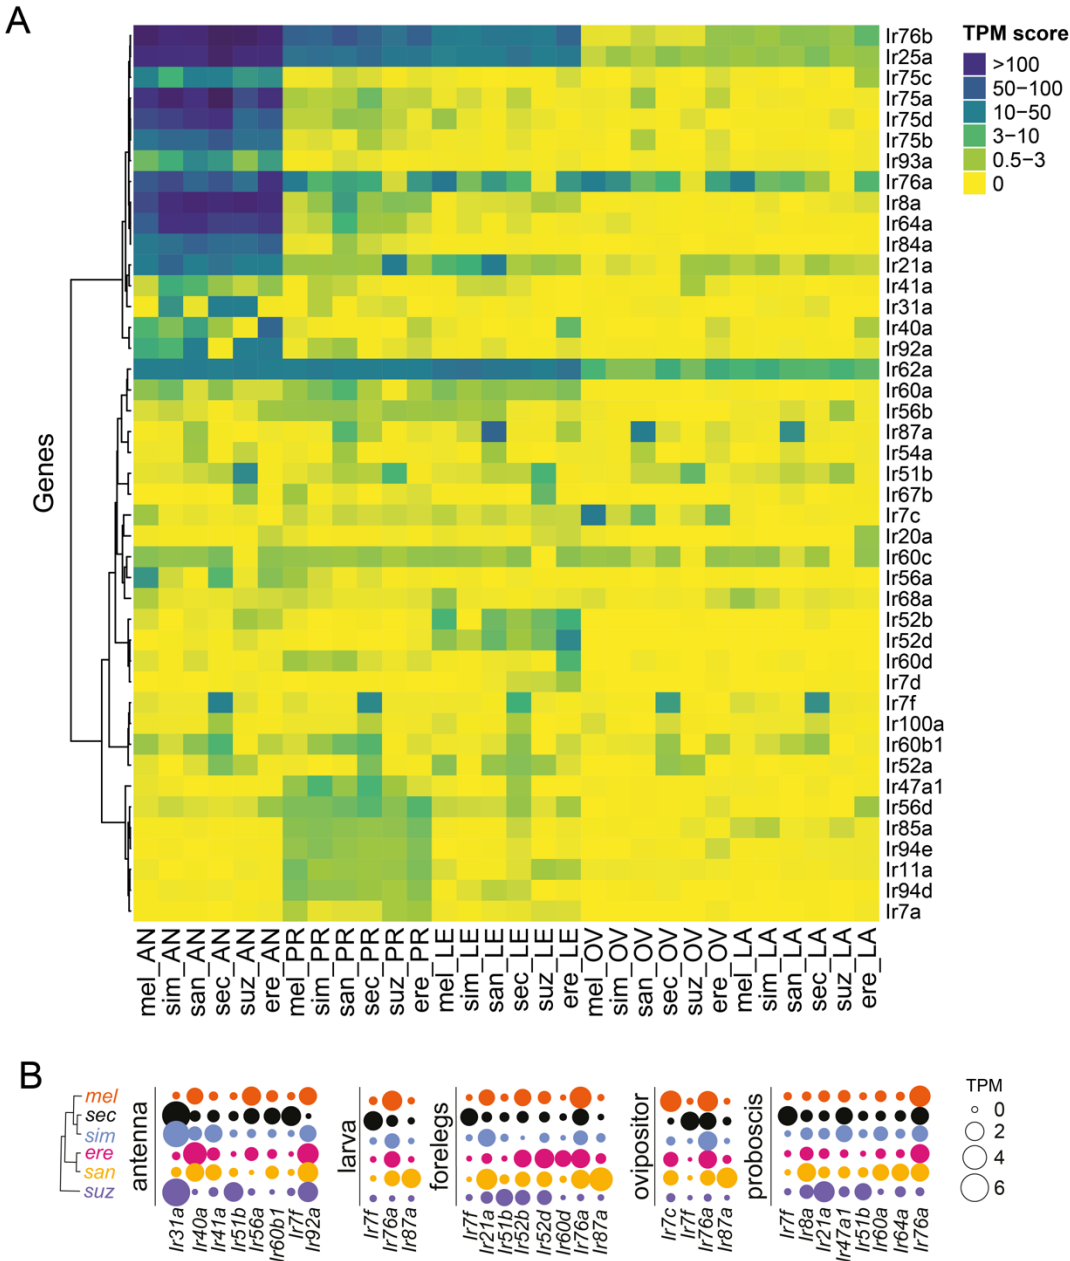 A
TPM score
>100
50−100
10−50
3−10
0.5−3
0
Ir76b
Ir25a
Ir75c
Ir75a
Ir75d
Ir75b
Ir93a
Ir76a
Ir8a
Ir64a
Ir84a
Ir21a
Ir41a
Ir31a
Ir40a
Ir92a
Ir62a
Ir60a
Ir56b
Ir87a
Ir54a
Ir51b
Ir67b
Ir7c
Ir20a
Ir60c
Ir56a
Ir68a
Ir52b
Ir52d
Ir60d
Ir7d
Ir7f
Ir100a
Ir60b1
Ir52a
Ir47a1
Ir56d
Ir85a
Ir94e
Ir11a
Ir94d
Ir7a
Genes
mel_AN
sim_AN
san_AN
sec_AN
suz_AN
ere_AN
mel_PR
sim_PR
san_PR
sec_PR
suz_PR
ere_PR
mel_LE
sim_LE
san_LE
sec_LE
suz_LE
ere_LE
mel_OV
sim_OV
san_OV
sec_OV
suz_OV
ere_OV
mel_LA
sim_LA
san_LA
sec_LA
suz_LA
ere_LA
B
mel
sec
sim
ere
san
suz
antenna
Ir31a
Ir40a
Ir41a
Ir51b
Ir56a
Ir60b1
Ir7f
Ir92a
larva
Ir7f
Ir76a
Ir87a
forelegs
Ir7f
Ir21a
Ir51b
Ir52b
Ir52d
Ir60d
Ir76a
Ir87a
ovipositor
Ir7c
Ir7f
Ir76a
Ir87a
proboscis
Ir7f
Ir8a
Ir21a
Ir47a1
Ir51b
Ir60a
Ir64a
Ir76a
TPM
0
2
4
6